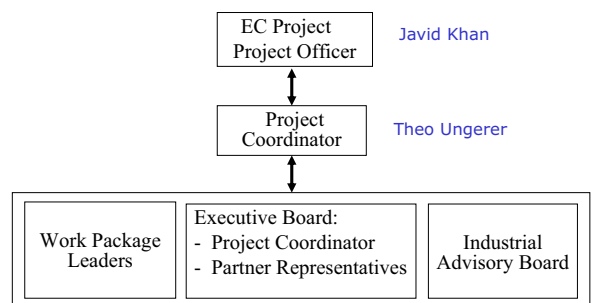 EC Project
Project Officer
Javid Khan
Project
Coordinator
Theo Ungerer
Work Package
Leaders
Executive Board:
- Project Coordinator
- Partner Representatives
Industrial
Advisory Board